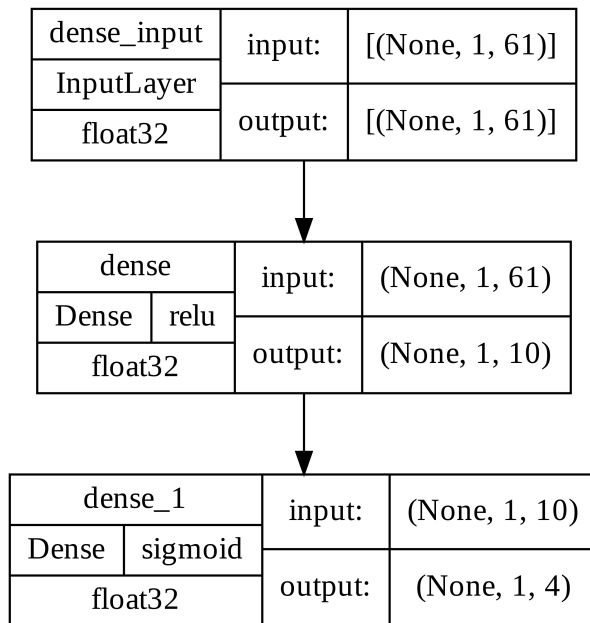 dense_input
InputLayer
float32
input:
[(None, 1, 61)]
output:
[(None, 1, 61)]
dense
Dense
relu
float32
input:
(None, 1, 61)
output:
(None, 1, 10)
dense_1
Dense
sigmoid
float32
input:
(None, 1, 10)
output:
(None, 1, 4)